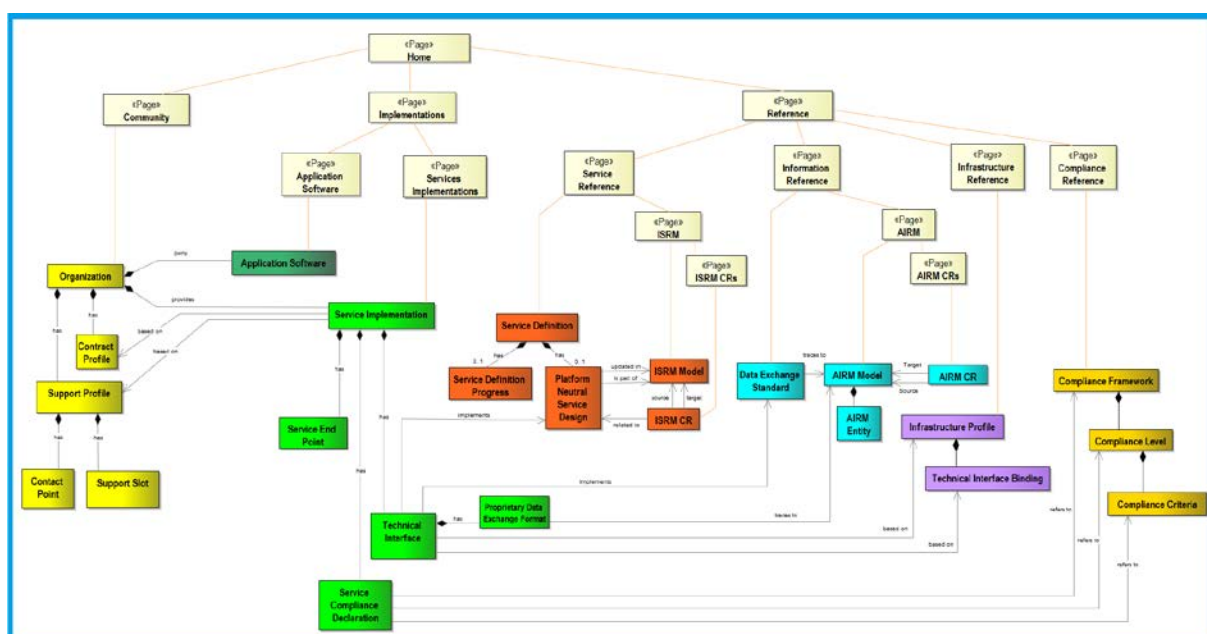 «Page»
Home
«Page»
Community
«Page»
Implementations
«Page»
Reference
«Page»
Application
Software
«Page»
Services
Implementations
«Page»
Service
Reference
«Page»
Information
Reference
«Page»
Infrastructure
Reference
«Page»
Compliance
Reference
«Page»
ISRM
«Page»
AIRM
«Page»
ISRM CRs
«Page»
AIRM CRs
Organization
owns
Application Software
provides
has
has
based on
based on
Contract
Profile
Support Profile
has
has
Contact
Point
Support Slot
Service Implementation
has
has
has
Service End
Point
Service Definition
has
has
0..1
Service Definition
Progress
Platform
Neutral
Service
Design
updated in
is part of
ISRM Model
source
target
related to
ISRM CR
implements
Data Exchange
Standard
traces to
AIRM Model
Target
Source
AIRM CR
AIRM
Entity
Infrastructure Profile
Technical Interface Binding
Compliance Framework
Compliance Level
Compliance Criteria
implements
Technical
Interface
has
Proprietary Data
Exchange Format
traces to
based on
based on
refers to
refers to
refers to
Service
Compliance
Declaration